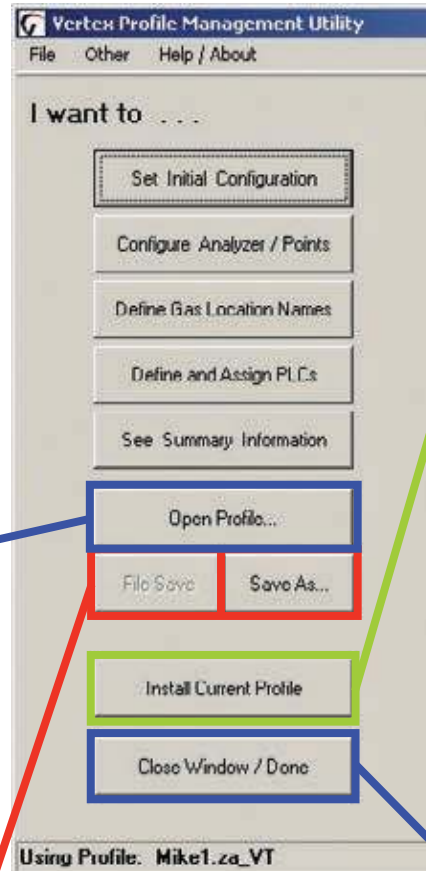 Vertex Profile Management Utility
File Other Help / About
I want to . . .
Set Initial Configuration
Configure Analyzer / Points
Define Gas Location Names
Define and Assign PLCs
See Summary Information
Open Profile...
File Save Save As...
Install Current Profile
Close Window / Done
Using Profile: Mike1.za_VT